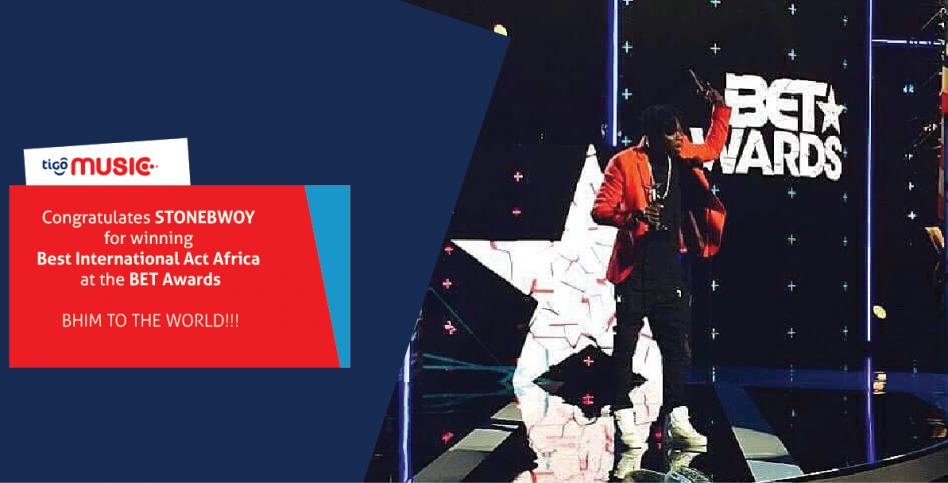 tigo MUSIC
Congratulates STONEBWOY
for winning
Best International Act Africa
at the BET Awards
BHIM TO THE WORLD!!!
BET
AWARDS